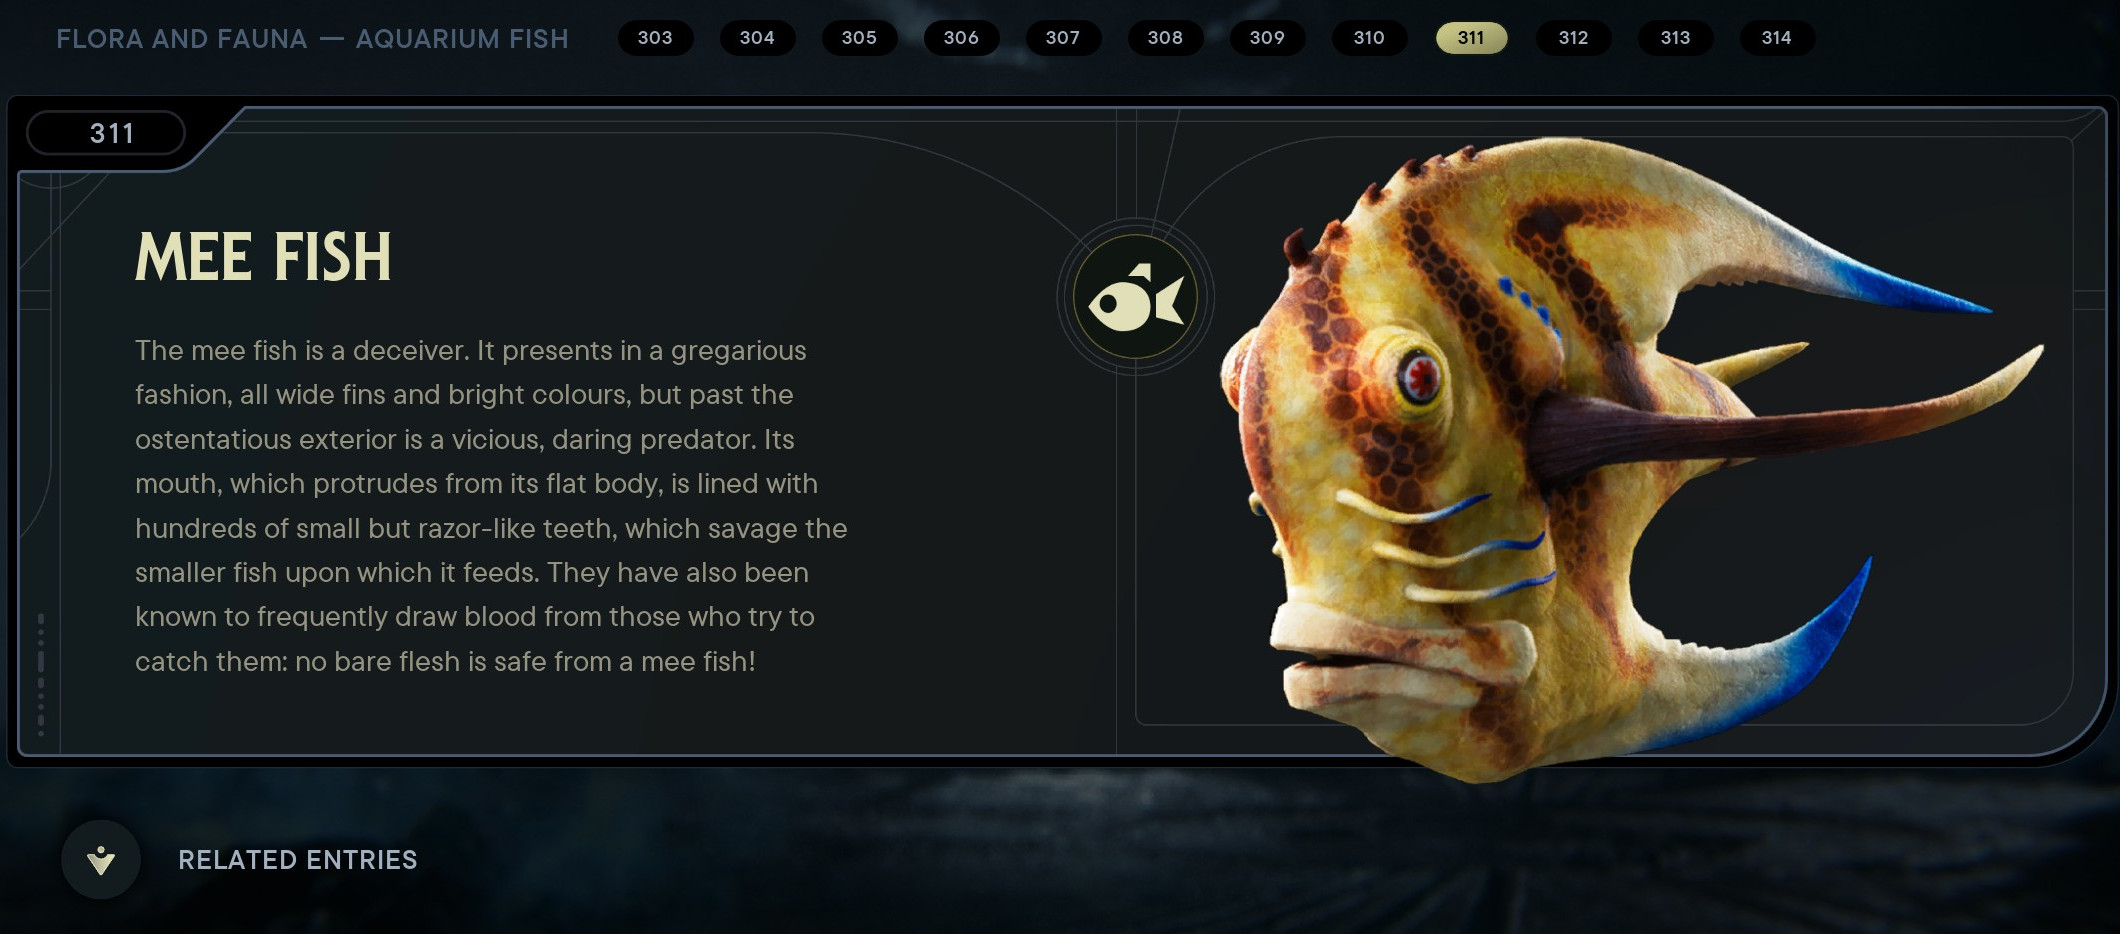 FLORA AND FAUNA — AQUARIUM FISH 303 304 305 306 307 308 309 310 311 312 313 314
311
MEE FISH
The mee fish is a deceiver. It presents in a gregarious
fashion, all wide fins and bright colours, but past the
ostentatious exterior is a vicious, daring predator. Its
mouth, which protrudes from its flat body, is lined with
hundreds of small but razor-like teeth, which savage the
smaller fish upon which it feeds. They have also been
known to frequently draw blood from those who try to
catch them: no bare flesh is safe from a mee fish!
RELATED ENTRIES